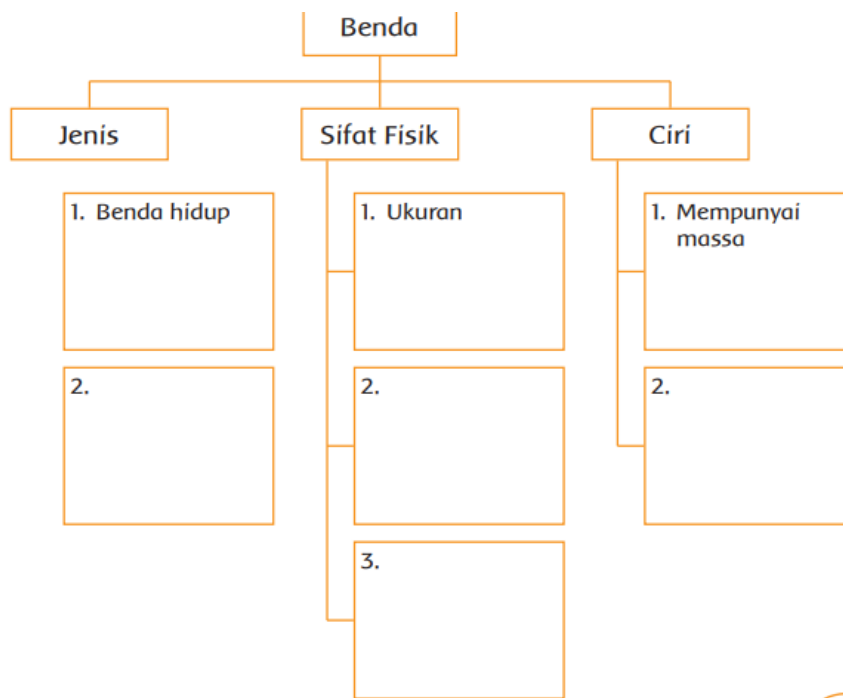 Benda
Jenis
Sifat Fisik
Ciri
1. Benda hidup
2.
1. Ukuran
2.
3.
1. Mempunyai
massa
2.